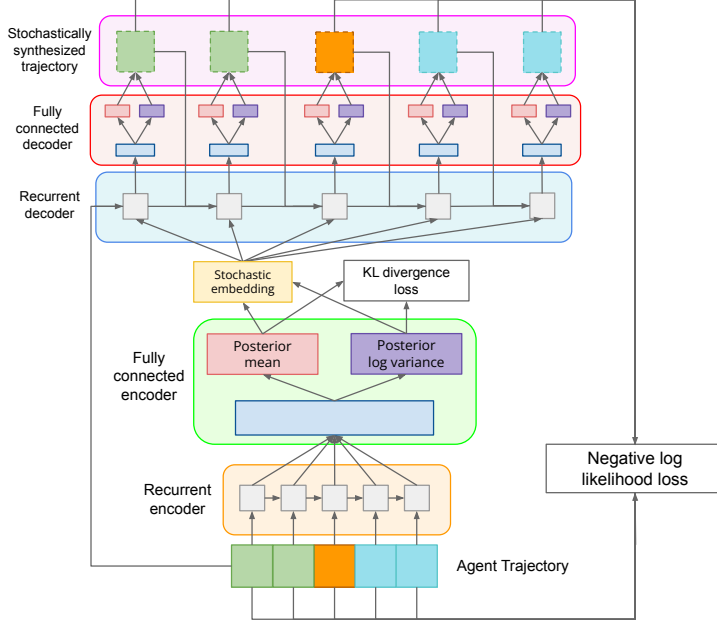 Stochastically
synthesized
trajectory
Fully
connected
decoder
Recurrent
decoder
Stochastic
embedding
KL divergence
loss
Fully
connected
encoder
Posterior
mean
Posterior
log variance
Negative log
likelihood loss
Recurrent
encoder
Agent Trajectory